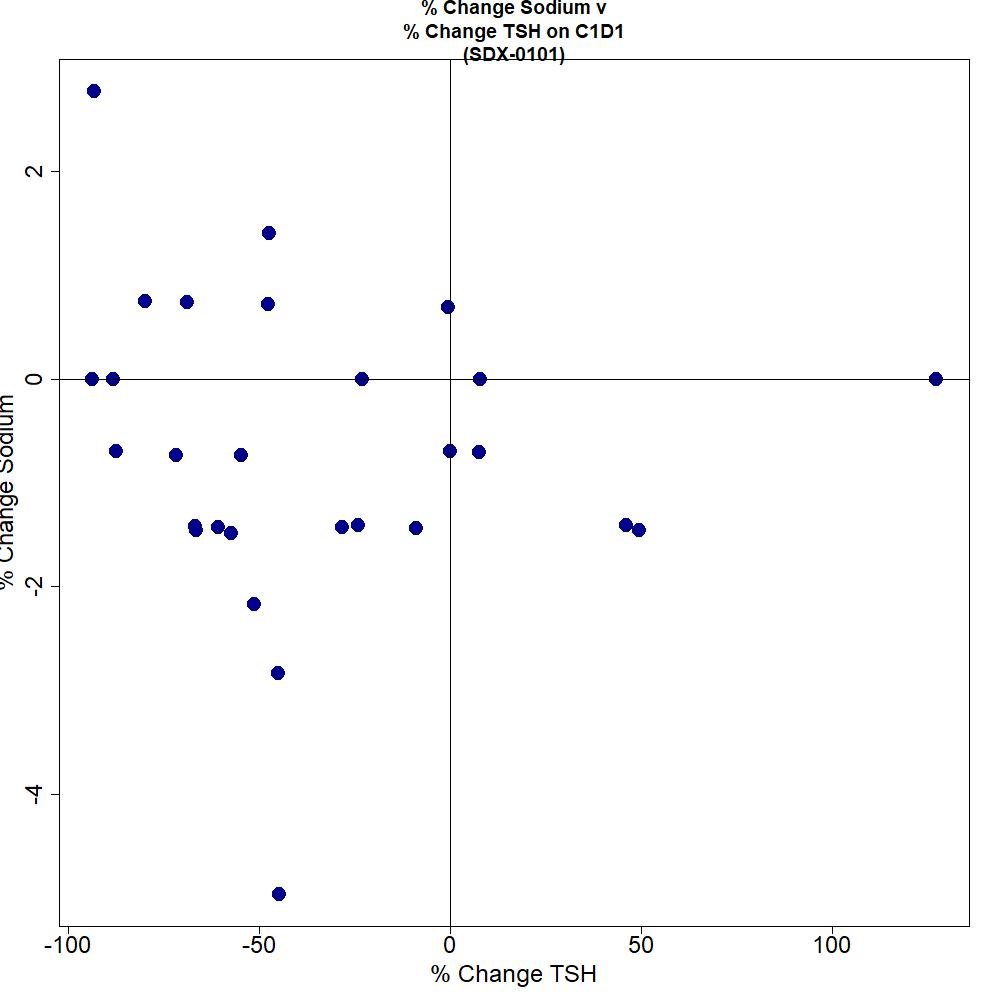 % Change Sodium v
% Change TSH on C1D1
(SDX-0101)
2
0
-2
-4
% Change Sodium
-100
-50
0
50
100
% Change TSH